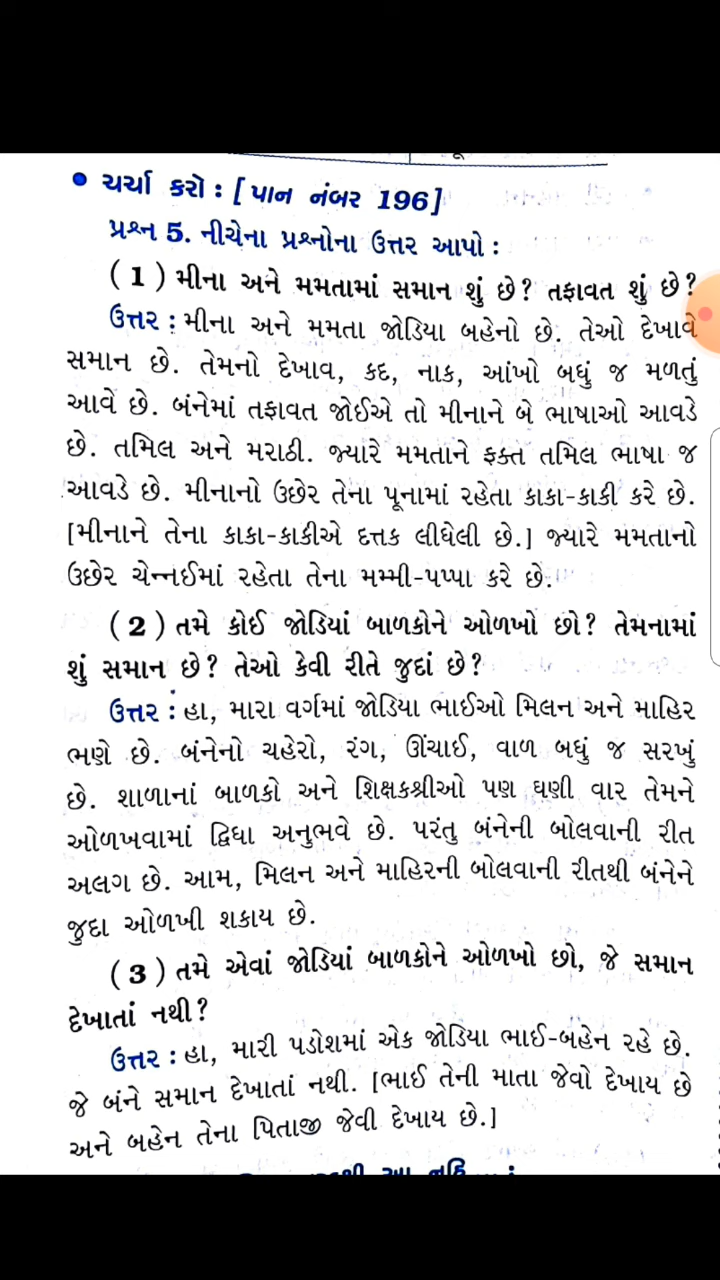 • ચર્ચા કરો : [ પાન નંબર 196]
પ્રશ્ન 5. નીચેના પ્રશ્નોના ઉત્તર આપો :
( 1 ) મીના અને મમતામાં સમાન શું છે? તફાવત શું છે?
ઉત્તર : મીના અને મમતા જોડિયા બહેનો છે. તેઓ દેખાવે
સમાન છે. તેમનો દેખાવ, કદ, નાક, આંખો બધું જ મળતું
આવે છે. બંનેમાં તફાવત જોઈએ તો મીનાને બે ભાષાઓ આવડે
છે. તમિલ અને મરાઠી. જ્યારે મમતાને ફક્ત તમિલ ભાષા જ
આવડે છે. મીનાનો ઉછેર તેના પૂનામાં રહેતા કાકા-કાકી કરે છે.
[મીનાને તેના કાકા-કાકીએ દત્તક લીધેલી છે.] જ્યારે મમતાનો
ઉછેર ચેન્નઈમાં રહેતા તેના મમ્મી-પપ્પા કરે છે.
( 2 ) તમે કોઈ જોડિયાં બાળકોને ઓળખો છો? તેમનામાં
શું સમાન છે? તેઓ કેવી રીતે જુદાં છે?
ઉત્તર : હા, મારા વર્ગમાં જોડિયા ભાઈઓ મિલન અને માહિર
ભણે છે. બંનેનો ચહેરો, રંગ, ઊંચાઈ, વાળ બધું જ સરખું
છે. શાળાનાં બાળકો અને શિક્ષકશ્રીઓ પણ ઘણી વાર તેમને
ઓળખવામાં દ્વિધા અનુભવે છે. પરંતુ બંનેની બોલવાની રીત
અલગ છે. આમ, મિલન અને માહિરની બોલવાની રીતથી બંનેને
જુદા ઓળખી શકાય છે.
( 3 ) તમે એવાં જોડિયાં બાળકોને ઓળખો છો, જે સમાન
દેખાતાં નથી?
ઉત્તર : હા, મારી પડોશમાં એક જોડિયા ભાઈ-બહેન રહે છે.
જે બંને સમાન દેખાતાં નથી. [ભાઈ તેની માતા જેવો દેખાય છે
અને બહેન તેના પિતાજી જેવી દેખાય છે.]